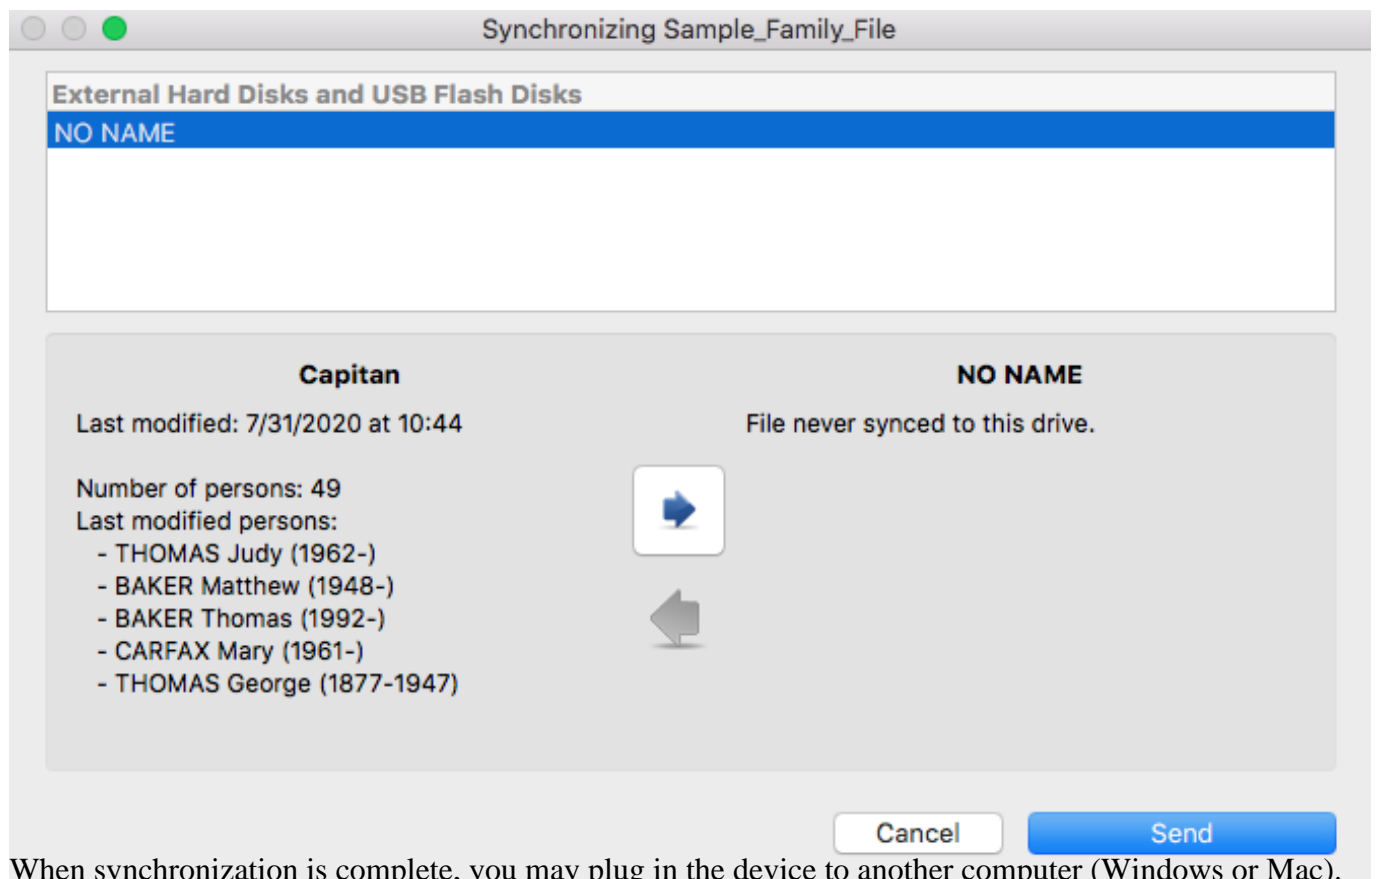 Synchronizing Sample_Family_File
External Hard Disks and USB Flash Disks
NO NAME
Capitan
NO NAME
Last modified: 7/31/2020 at 10:44
File never synced to this drive.
Number of persons: 49
Last modified persons:
- THOMAS Judy (1962-)
- BAKER Matthew (1948-)
- BAKER Thomas (1992-)
- CARFAX Mary (1961-)
- THOMAS George (1877-1947)
Cancel
Send
When synchronization is complete, you may plug in the device to another computer (Windows or Mac).